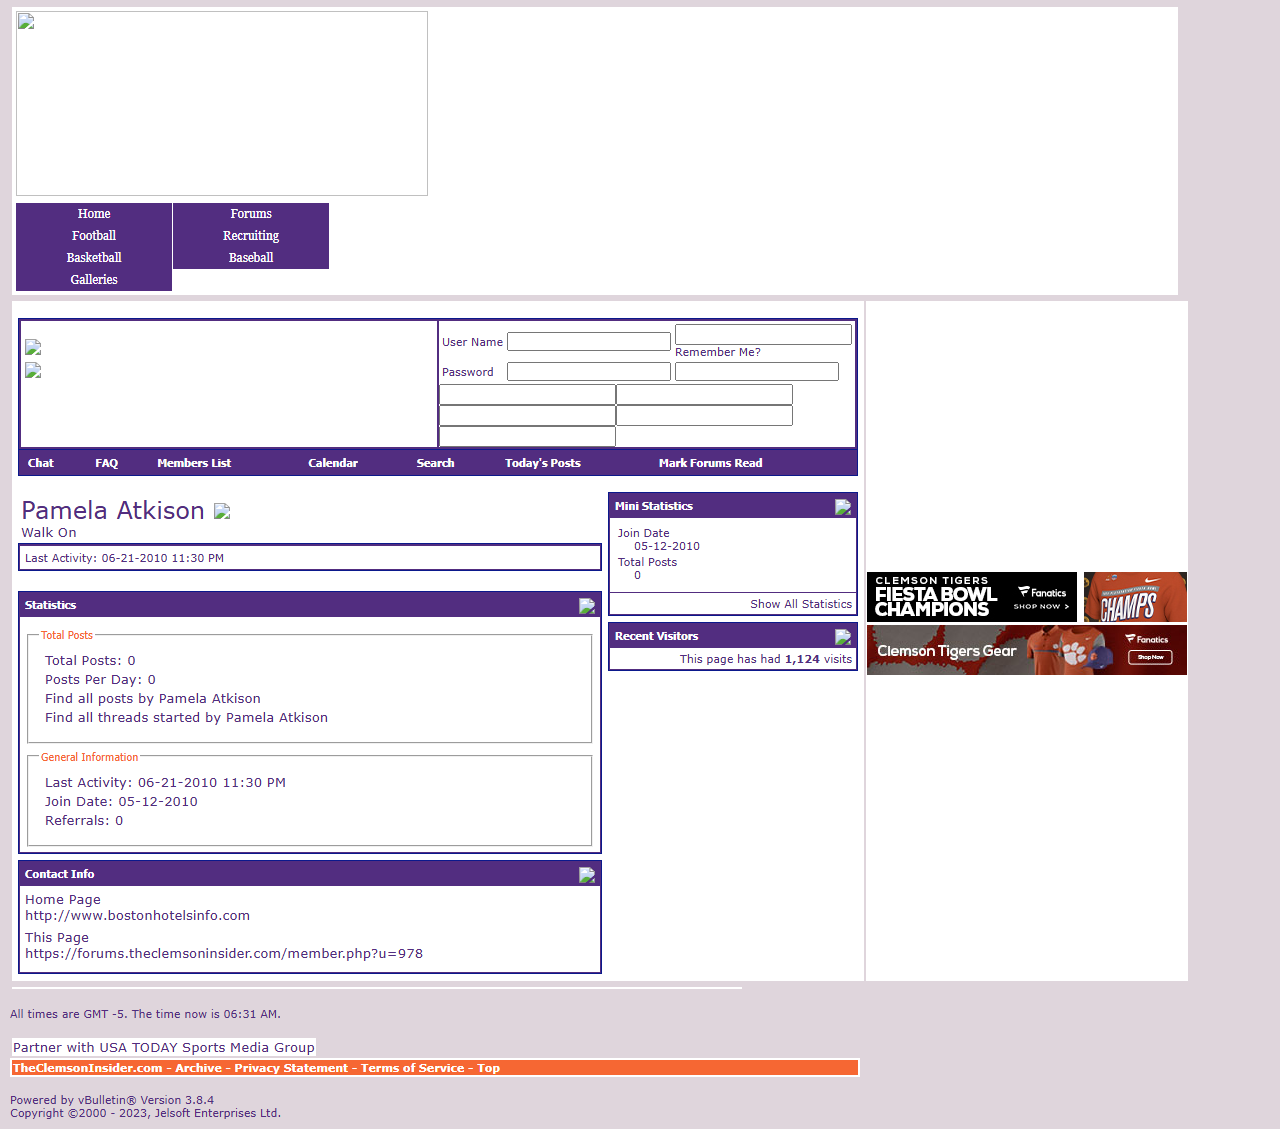 Home
Forums
Football
Recruiting
Basketball
Baseball
Galleries
User Name
Remember Me?
Password
Chat FAQ Members List Calendar Search Today's Posts Mark Forums Read
Pamela Atkison
Walk On
Last Activity: 06-21-2010 11:30 PM
Statistics
Total Posts
Total Posts: 0
Posts Per Day: 0
Find all posts by Pamela Atkison
Find all threads started by Pamela Atkison
General Information
Last Activity: 06-21-2010 11:30 PM
Join Date: 05-12-2010
Referrals: 0
Contact Info
Home Page
http://www.bostonhotelsinfo.com
This Page
https://forums.theclemsoninsider.com/member.php?u=978
Mini Statistics
Join Date
05-12-2010
Total Posts
0
Show All Statistics
Recent Visitors
This page has had 1,124 visits
CLEMSON TIGERS
FIESTA BOWL
CHAMPIONS
Fanatics
SHOP NOW >
CHAMPS
Clemson Tigers Gear
Fanatics
Shop Now
All times are GMT -5. The time now is 06:31 AM.
Partner with USA TODAY Sports Media Group
TheClemsonInsider.com - Archive - Privacy Statement - Terms of Service - Top
Powered by vBulletin® Version 3.8.4
Copyright ©2000 - 2023, Jelsoft Enterprises Ltd.